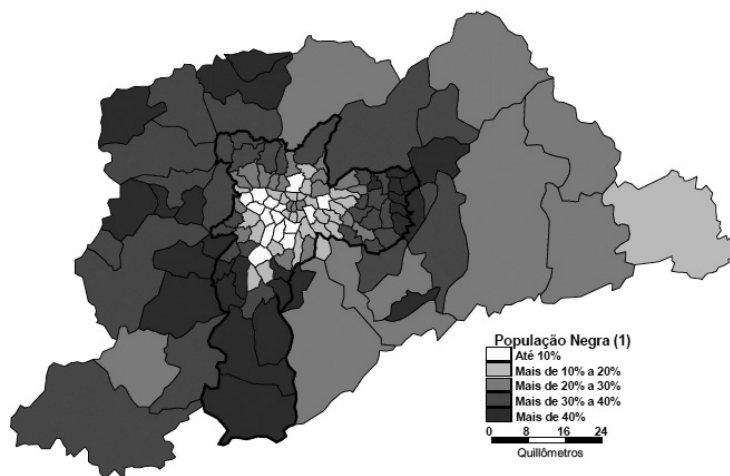 População Negra (1)
Até 10%
Mais de 10% a 20%
Mais de 20% a 30%
Mais de 30% a 40%
Mais de 40%
0 8 16 24
Quillômetros